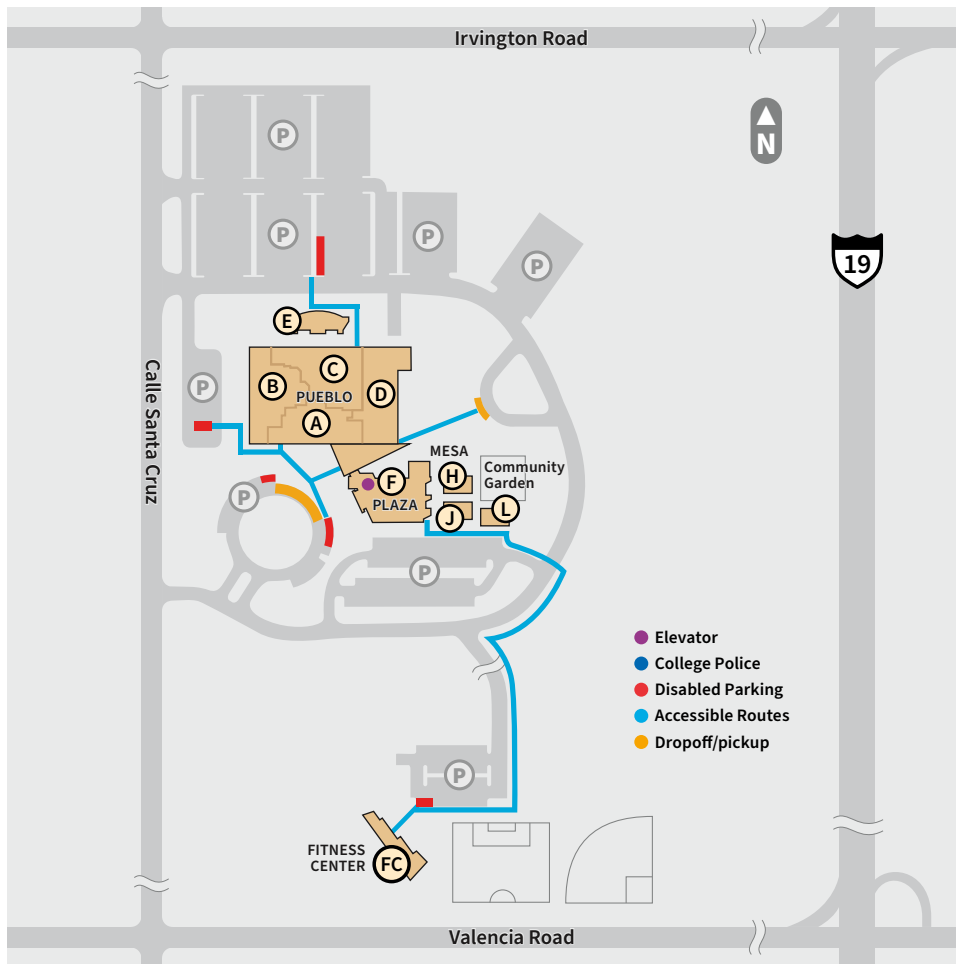 Irvington Road
P
N
P
P
P
19
E
C
P
B
D
PUEBLO
A
Calle Santa Cruz
MESA
Community
Garden
H
F
P
PLAZA
L
J
P
Elevator
College Police
Disabled Parking
Accessible Routes
Dropoff/pickup
P
FITNESS
CENTER
FC
Valencia Road